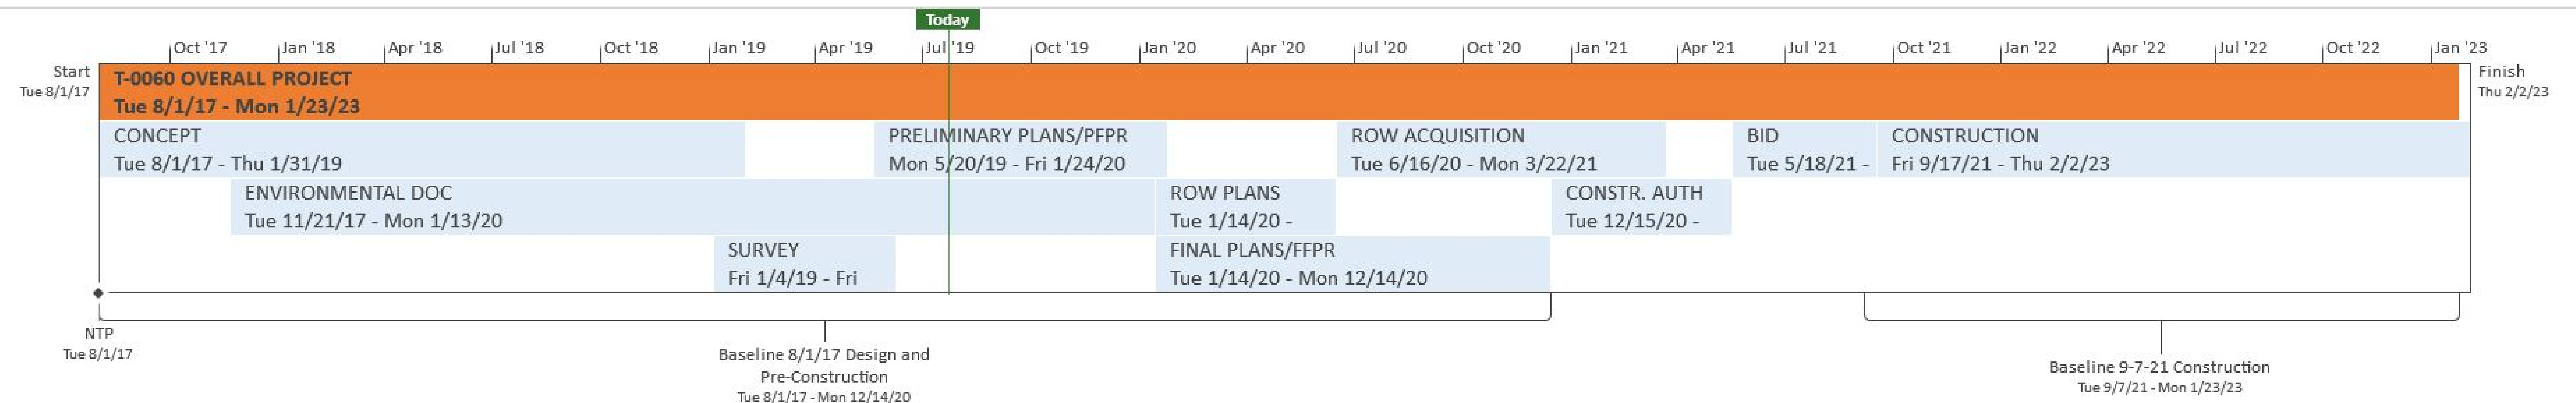 Today
Oct '17 Jan '18 Apr '18 Jul '18 Oct '18 Jan '19 Apr '19 Jul '19 Oct '19 Jan '20 Apr '20 Jul '20 Oct '20 Jan '21 Apr '21 Jul '21 Oct '21 Jan '22 Apr '22 Jul '22 Oct '22 Jan '23
Start
Tue 8/1/17
T-0060 OVERALL PROJECT
Tue 8/1/17 - Mon 1/23/23
Finish
Thu 2/2/23
CONCEPT
Tue 8/1/17 - Thu 1/31/19
PRELIMINARY PLANS/PFPR
Mon 5/20/19 - Fri 1/24/20
ROW ACQUISITION
Tue 6/16/20 - Mon 3/22/21
BID
Tue 5/18/21 -
CONSTRUCTION
Fri 9/17/21 - Thu 2/2/23
ENVIRONMENTAL DOC
Tue 11/21/17 - Mon 1/13/20
ROW PLANS
Tue 1/14/20 -
CONSTR. AUTH
Tue 12/15/20 -
SURVEY
Fri 1/4/19 - Fri
FINAL PLANS/FFPR
Tue 1/14/20 - Mon 12/14/20
NTP
Tue 8/1/17
Baseline 8/1/17 Design and
Pre-Construction
Tue 8/1/17 - Mon 12/14/20
Baseline 9-7-21 Construction
Tue 9/7/21 - Mon 1/23/23